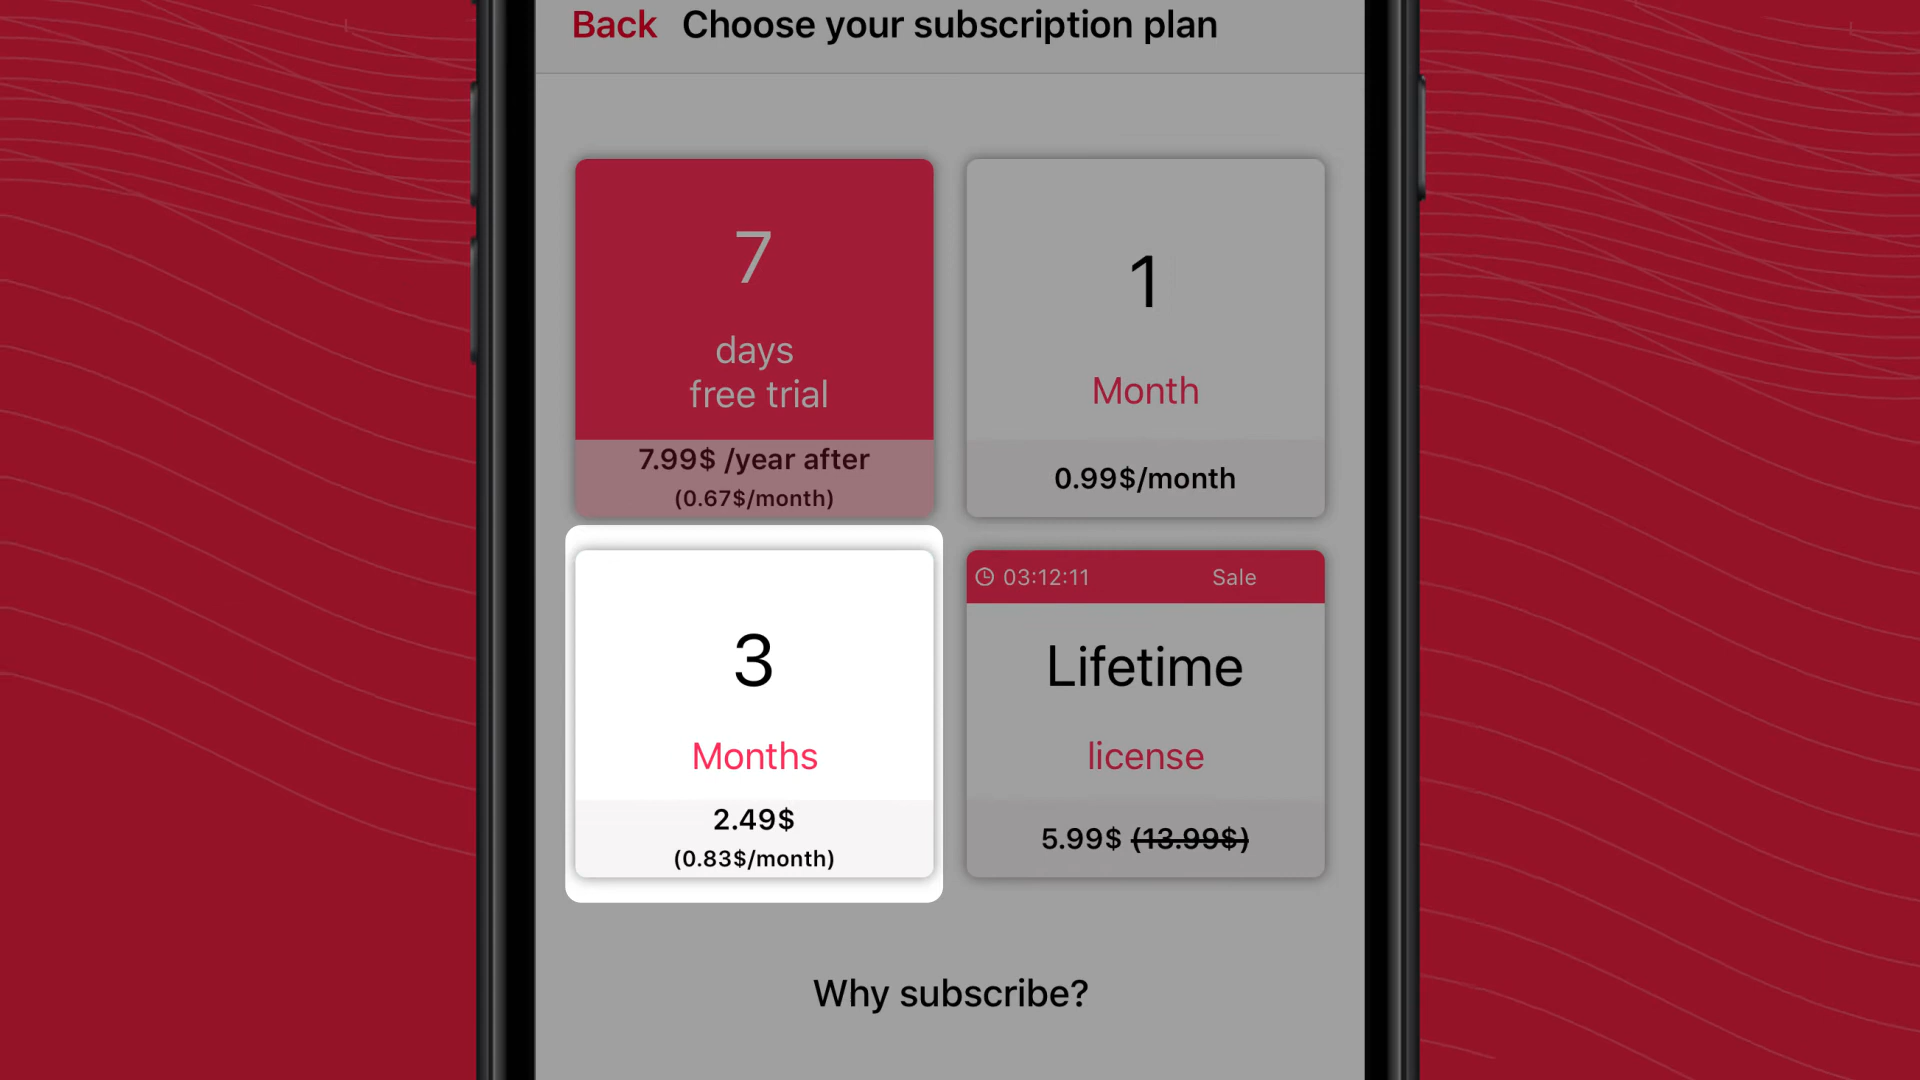 Back Choose your subscription plan
7
days
free trial
7.99$ /year after
(0.67$/month)
1
Month
0.99$/month
3
Months
2.49$
(0.83$/month)
03:12:11 Sale
Lifetime
license
5.99$ (13.99$)
Why subscribe?